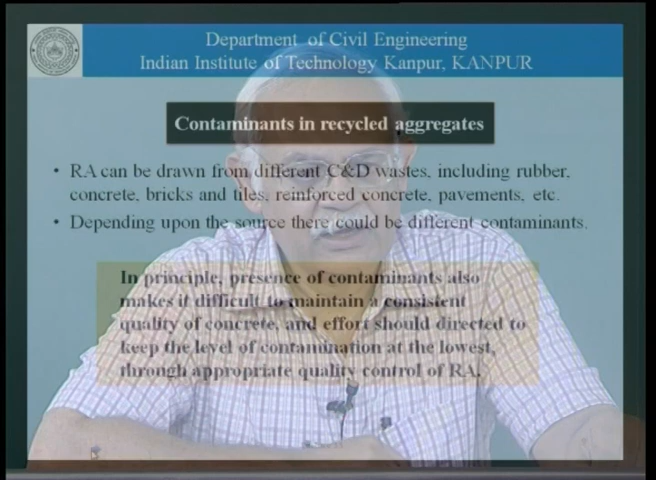 Department of Civil Engineering
Indian Institute of Technology Kanpur, KANPUR
Contaminants in recycled aggregates
• RA can be drawn from different C&D wastes, including rubber,
concrete, bricks and tiles, reinforced concrete, pavements, etc.
• Depending upon the source there could be different contaminants.
In principle, presence of contaminants also
makes it difficult to maintain a consistent
quality of concrete, and effort should directed to
keep the level of contamination at the lowest,
through appropriate quality control of RA.